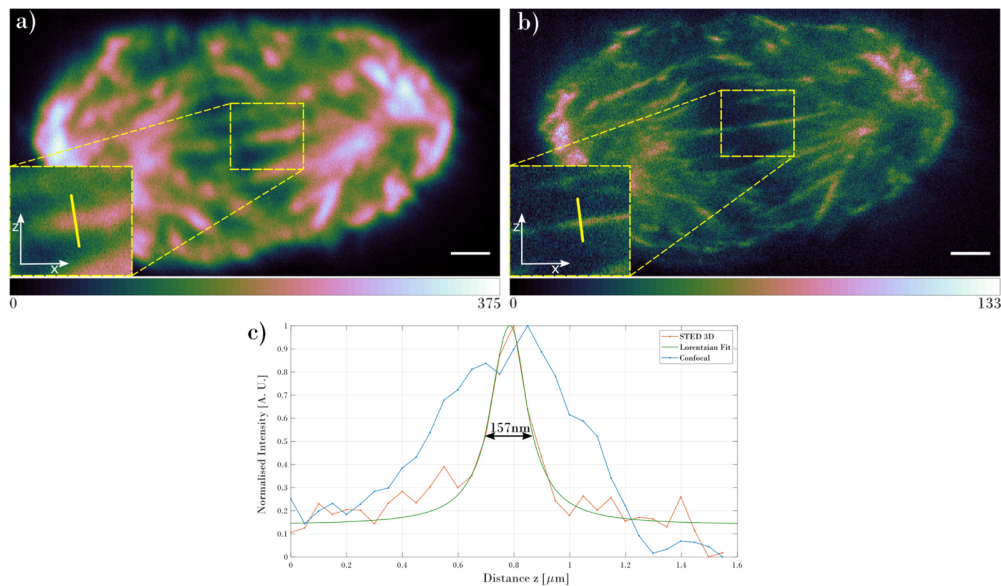 a)
b)
z
x
z
x
0
375
0
133
c)
STED 3D
Lorentzian Fit
Confocal
157nm
Normalised Intensity [A. U.]
1
0.9
0.8
0.7
0.6
0.5
0.4
0.3
0.2
0.1
0
0
0.2
0.4
0.6
0.8
1.0
1.2
1.4
1.6
Distance z [μm]